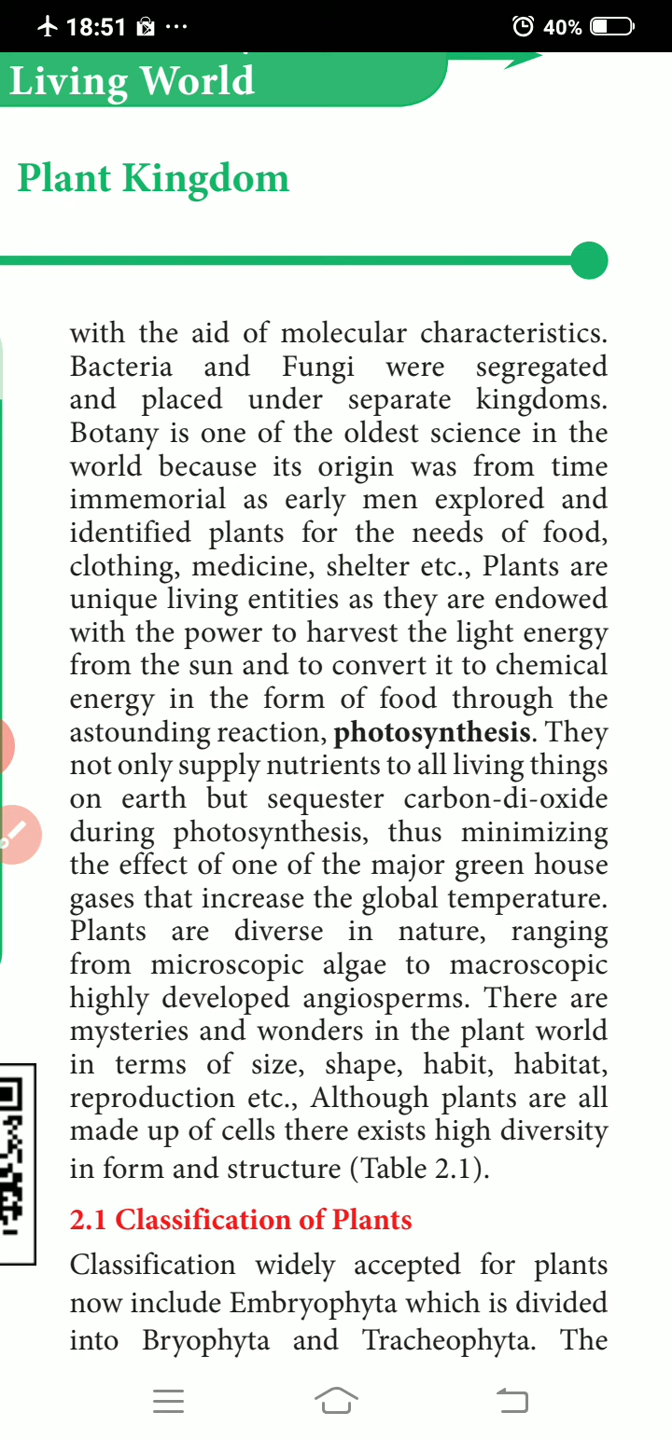 18:51 ... 40%
Living World
Plant Kingdom
with the aid of molecular characteristics.
Bacteria and Fungi were segregated
and placed under separate kingdoms.
Botany is one of the oldest science in the
world because its origin was from time
immemorial as early men explored and
identified plants for the needs of food,
clothing, medicine, shelter etc., Plants are
unique living entities as they are endowed
with the power to harvest the light energy
from the sun and to convert it to chemical
energy in the form of food through the
astounding reaction, photosynthesis. They
not only supply nutrients to all living things
on earth but sequester carbon-di-oxide
during photosynthesis, thus minimizing
the effect of one of the major green house
gases that increase the global temperature.
Plants are diverse in nature, ranging
from microscopic algae to macroscopic
highly developed angiosperms. There are
mysteries and wonders in the plant world
in terms of size, shape, habit, habitat,
reproduction etc., Although plants are all
made up of cells there exists high diversity
in form and structure (Table 2.1).
2.1 Classification of Plants
Classification widely accepted for plants
now include Embryophyta which is divided
into Bryophyta and Tracheophyta. The